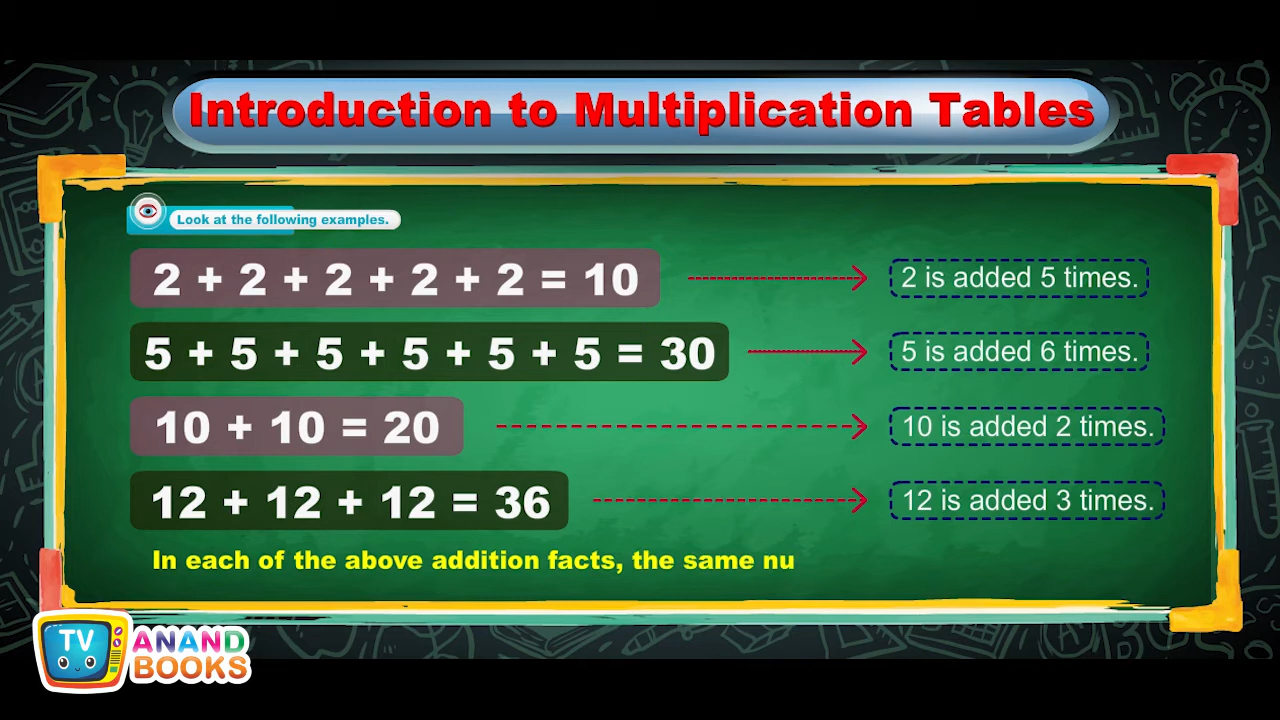 Introduction to Multiplication Tables
Look at the following examples.
2 + 2 + 2 + 2 + 2 = 10
2 is added 5 times.
5 + 5 + 5 + 5 + 5 + 5 = 30
5 is added 6 times.
10 + 10 = 20
10 is added 2 times.
12 + 12 + 12 = 36
12 is added 3 times.
In each of the above addition facts, the same nu
TV
ANAND
BOOKS